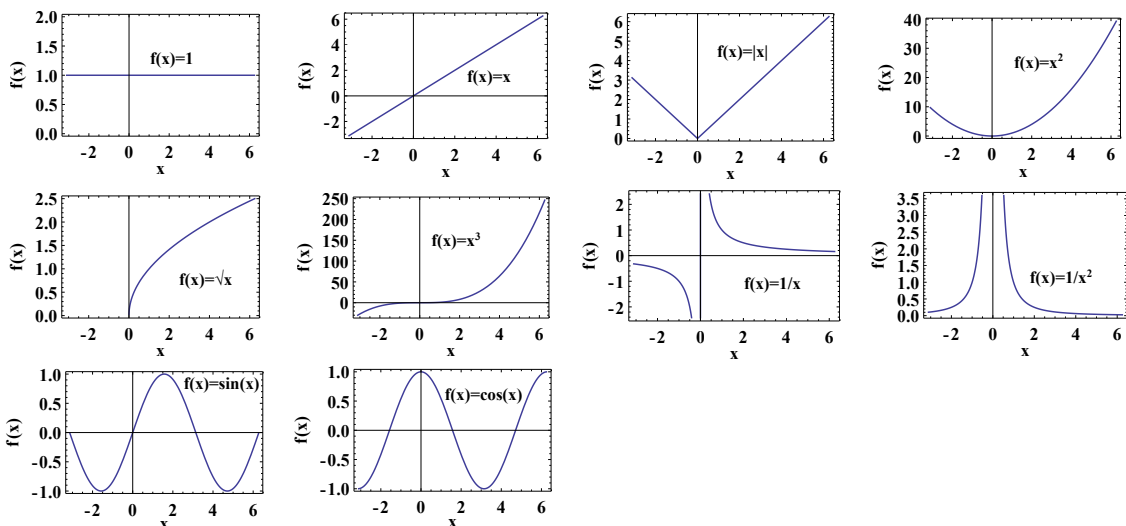 f(x)=1
f(x)
2.0
1.5
1.0
0.5
0.0
-2 0 2 4 6
x
f(x)=x
f(x)
6
4
2
0
-2
-2 0 2 4 6
x
f(x)=|x|
f(x)
6
5
4
3
2
1
0
-2 0 2 4 6
x
f(x)=x²
f(x)
40
30
20
10
0
-2 0 2 4 6
x
f(x)=√x
f(x)
2.5
2.0
1.5
1.0
0.5
0.0
-2 0 2 4 6
x
f(x)=x³
f(x)
250
200
150
100
50
0
-2 0 2 4 6
x
f(x)=1/x
f(x)
2
1
0
-1
-2
-2 0 2 4 6
x
f(x)=1/x²
f(x)
3.5
3.0
2.5
2.0
1.5
1.0
0.5
0.0
-2 0 2 4 6
x
f(x)=sin(x)
f(x)
1.0
0.5
0.0
-0.5
-1.0
-2 0 2 4 6
x
f(x)=cos(x)
f(x)
1.0
0.5
0.0
-0.5
-1.0
-2 0 2 4 6
x